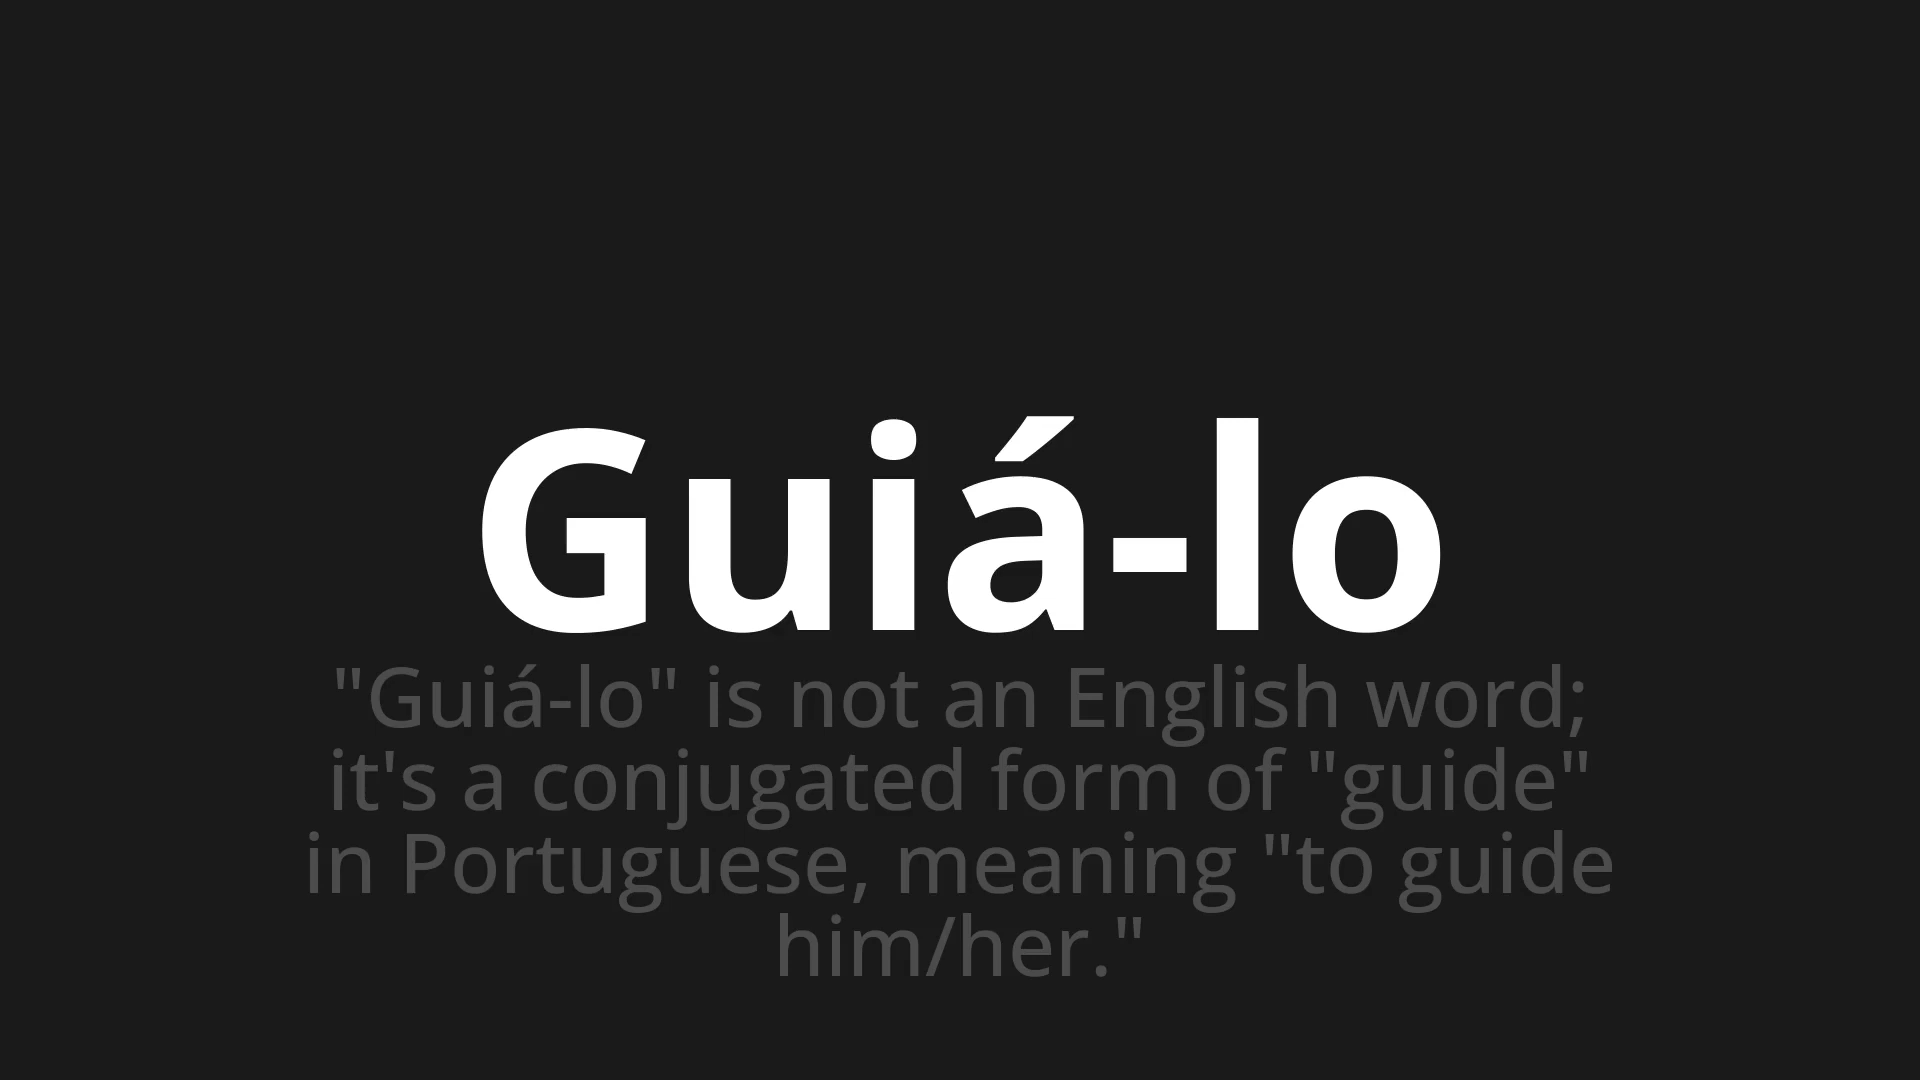 Guiá-lo
"Guiá-lo" is not an English word;
it's a conjugated form of "guide"
in Portuguese, meaning "to guide
him/her."